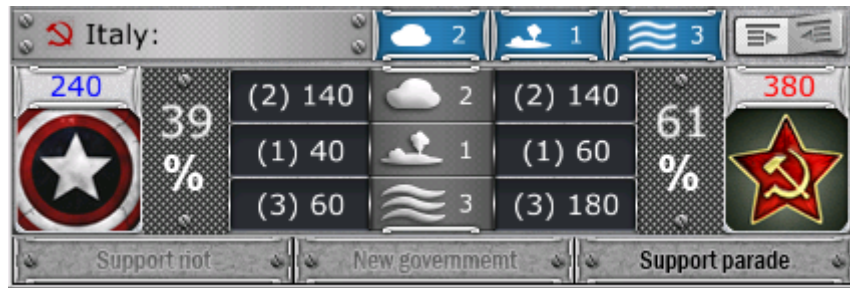 Italy: 2 1 3
240 380
39 % 61 %
(2) 140 2 (2) 140
(1) 40 1 (1) 60
(3) 60 3 (3) 180
Support riot New governmemt Support parade